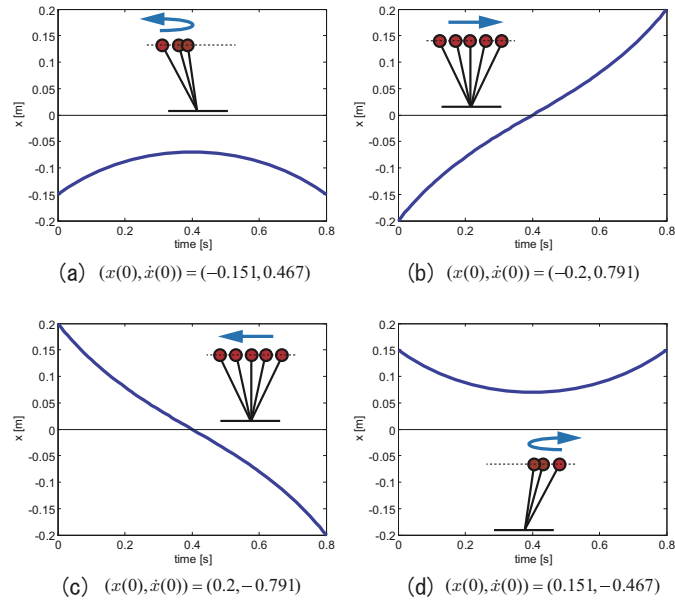 0.2
0.15
0.1
0.05
0
-0.05
-0.1
-0.15
-0.2
x [m]
0 0.2 0.4 0.6 0.8
time [s]
(a) (x(0), ẋ(0)) = (−0.151, 0.467)
0.2
0.15
0.1
0.05
0
-0.05
-0.1
-0.15
-0.2
x [m]
0 0.2 0.4 0.6 0.8
time [s]
(b) (x(0), ẋ(0)) = (−0.2, 0.791)
0.2
0.15
0.1
0.05
0
-0.05
-0.1
-0.15
-0.2
x [m]
0 0.2 0.4 0.6 0.8
time [s]
(c) (x(0), ẋ(0)) = (0.2, −0.791)
0.2
0.15
0.1
0.05
0
-0.05
-0.1
-0.15
-0.2
x [m]
0 0.2 0.4 0.6 0.8
time [s]
(d) (x(0), ẋ(0)) = (0.151, −0.467)